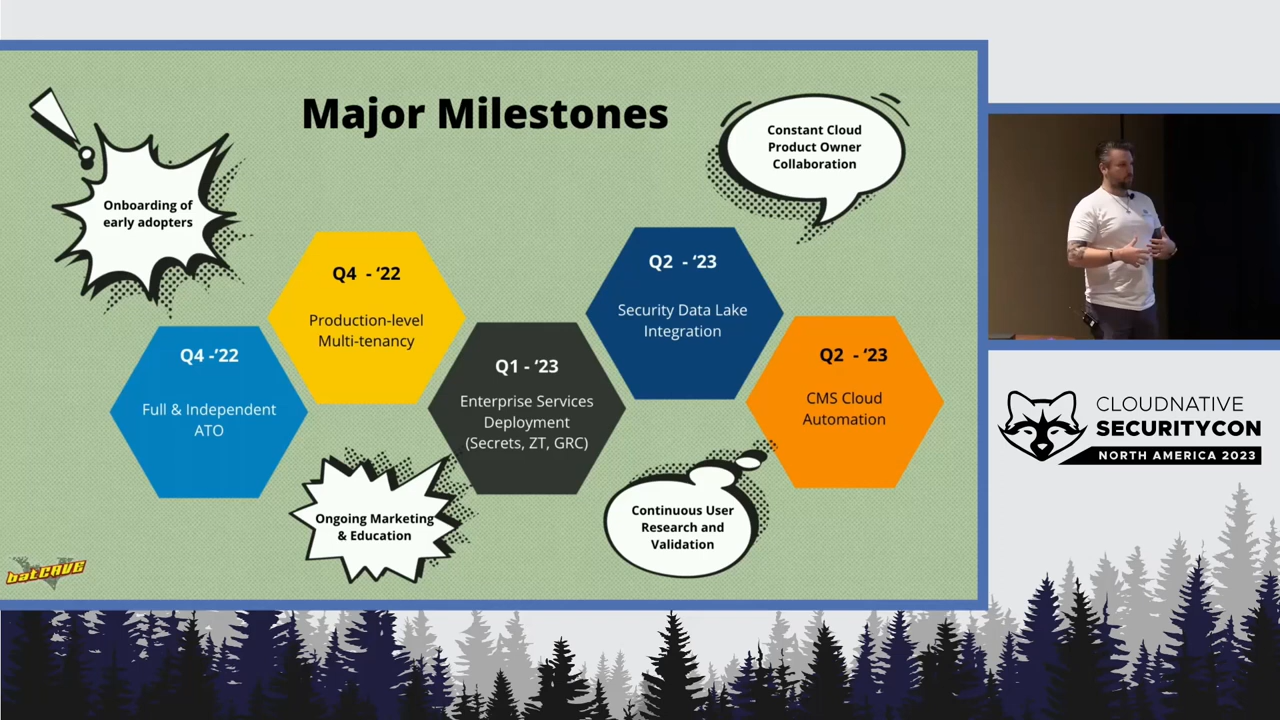 Major Milestones
Onboarding of
early adopters
Constant Cloud
Product Owner
Collaboration
Q4 -‘22
Full & Independent
ATO
Q4  - ‘22
Production-level
Multi-tenancy
Q1 - ‘23
Enterprise Services
Deployment
(Secrets, ZT, GRC)
Q2  - ‘23
Security Data Lake
Integration
Q2  - ‘23
CMS Cloud
Automation
Ongoing Marketing
& Education
Continuous User
Research and
Validation
batCAVE
CLOUDNATIVE
SECURITYCON
NORTH AMERICA 2023